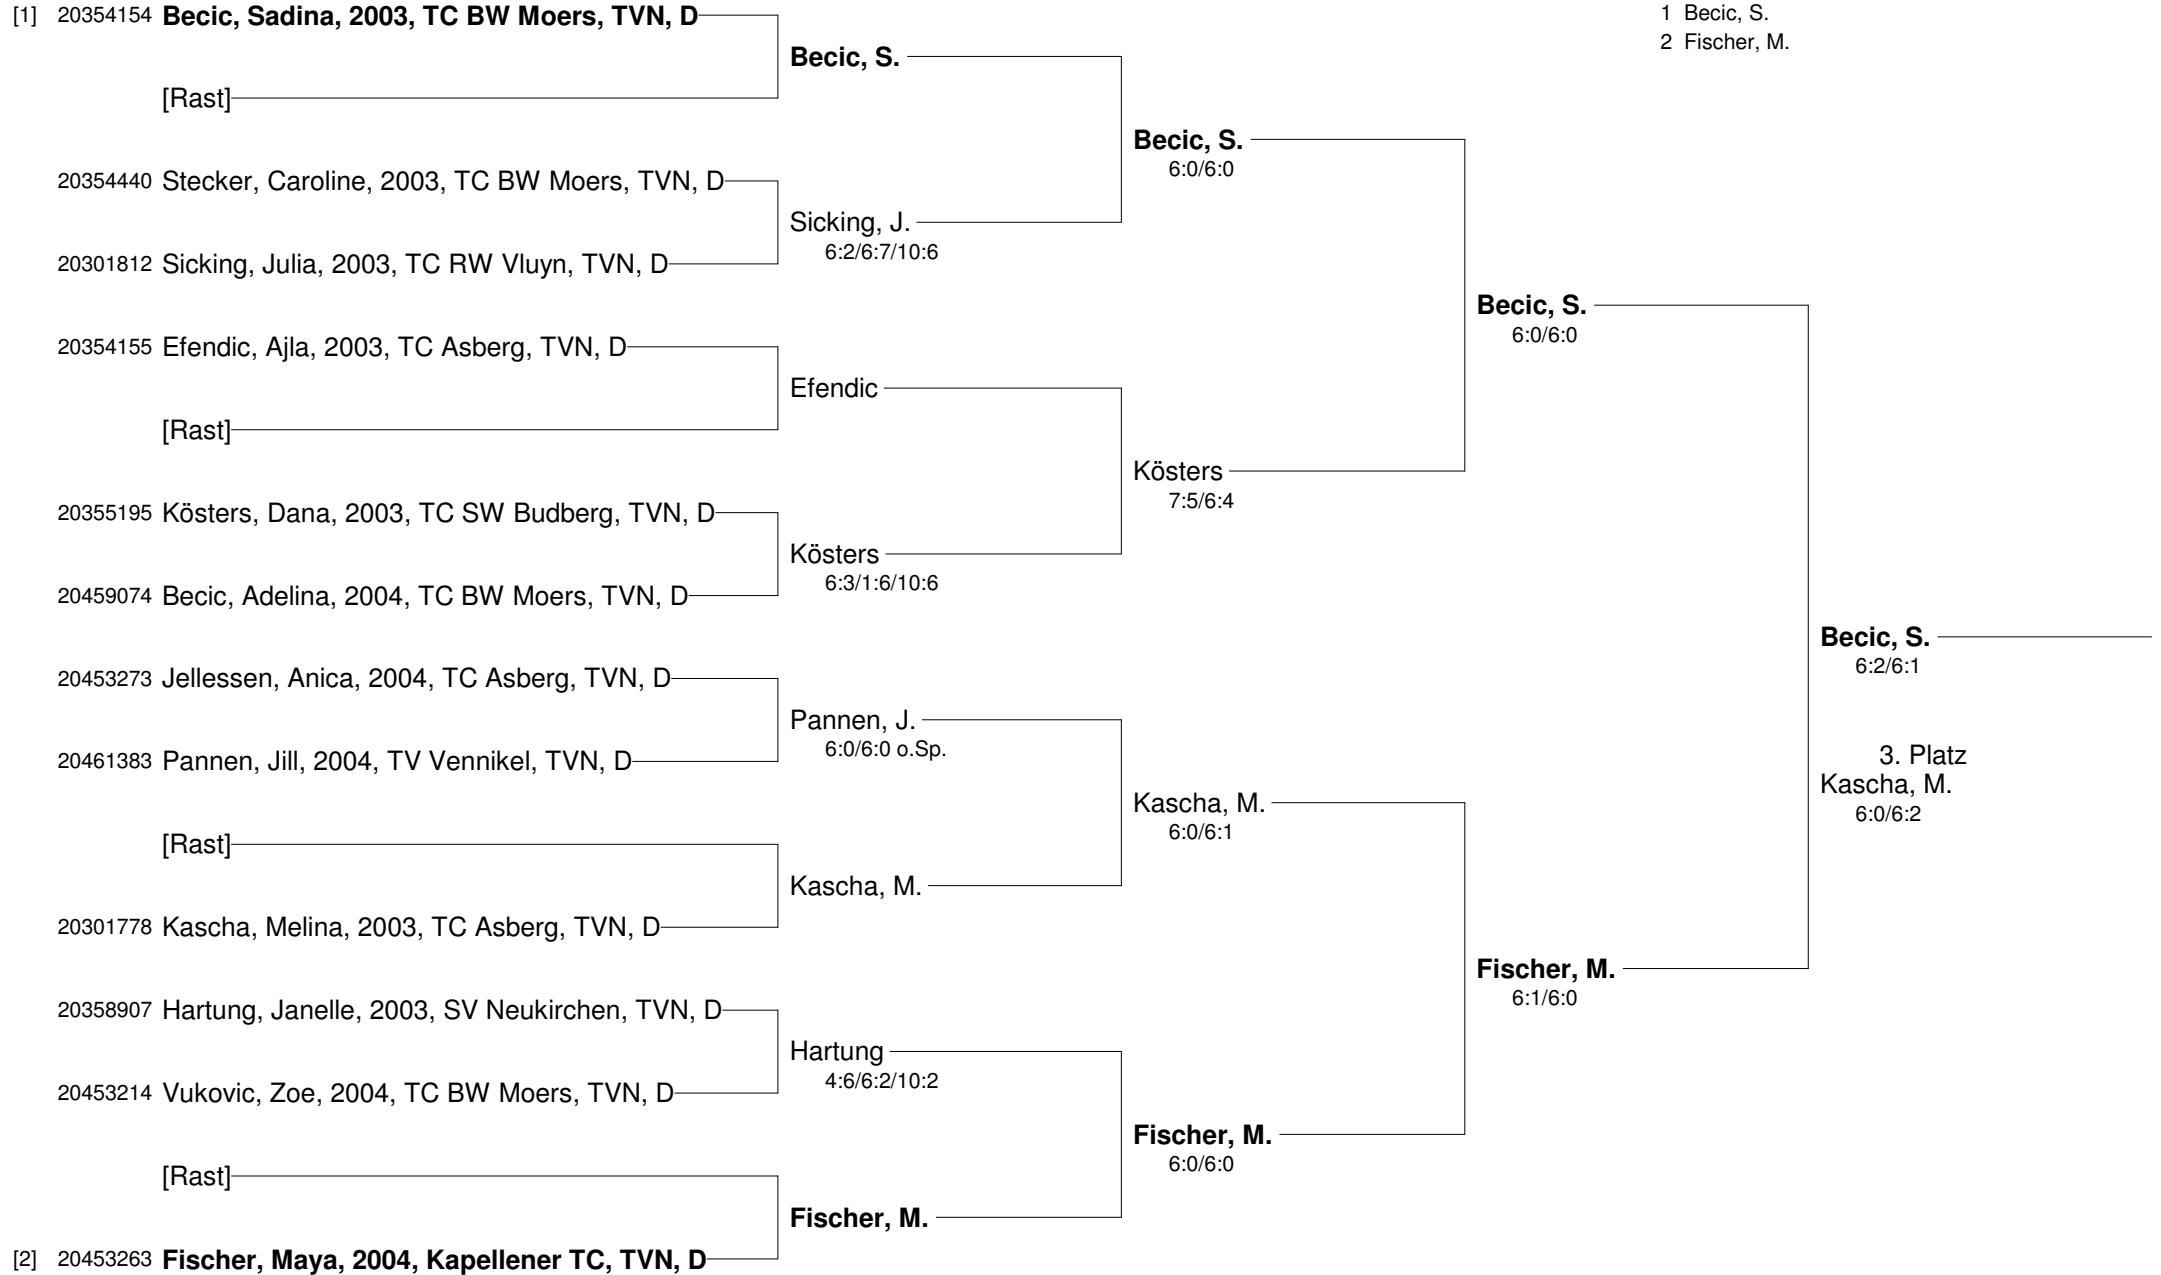 [1] 20354154 Becic, Sadina, 2003, TC BW Moers, TVN, D
[Rast]
20354440 Stecker, Caroline, 2003, TC BW Moers, TVN, D
20301812 Sicking, Julia, 2003, TC RW Vluyn, TVN, D
20354155 Efendic, Ajla, 2003, TC Asberg, TVN, D
[Rast]
20355195 Kösters, Dana, 2003, TC SW Budberg, TVN, D
20459074 Becic, Adelina, 2004, TC BW Moers, TVN, D
20453273 Jellessen, Anica, 2004, TC Asberg, TVN, D
20461383 Pannen, Jill, 2004, TV Vennikel, TVN, D
[Rast]
20301778 Kascha, Melina, 2003, TC Asberg, TVN, D
20358907 Hartung, Janelle, 2003, SV Neukirchen, TVN, D
20453214 Vukovic, Zoe, 2004, TC BW Moers, TVN, D
[Rast]
[2] 20453263 Fischer, Maya, 2004, Kapellener TC, TVN, D
Becic, S.
Sicking, J.
6:2/6:7/10:6
Efendic
Kösters
6:3/1:6/10:6
Pannen, J.
6:0/6:0 o.Sp.
Kascha, M.
Hartung
4:6/6:2/10:2
Fischer, M.
Becic, S.
6:0/6:0
Kösters
7:5/6:4
Kascha, M.
6:0/6:1
Fischer, M.
6:0/6:0
Becic, S.
6:0/6:0
Fischer, M.
6:1/6:0
Becic, S.
6:2/6:1
3. Platz
Kascha, M.
6:0/6:2
1 Becic, S.
2 Fischer, M.